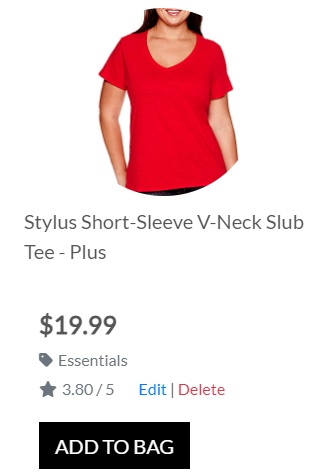 Stylus Short-Sleeve V-Neck Slub
Tee - Plus
$19.99
Essentials
3.80 / 5 Edit | Delete
ADD TO BAG